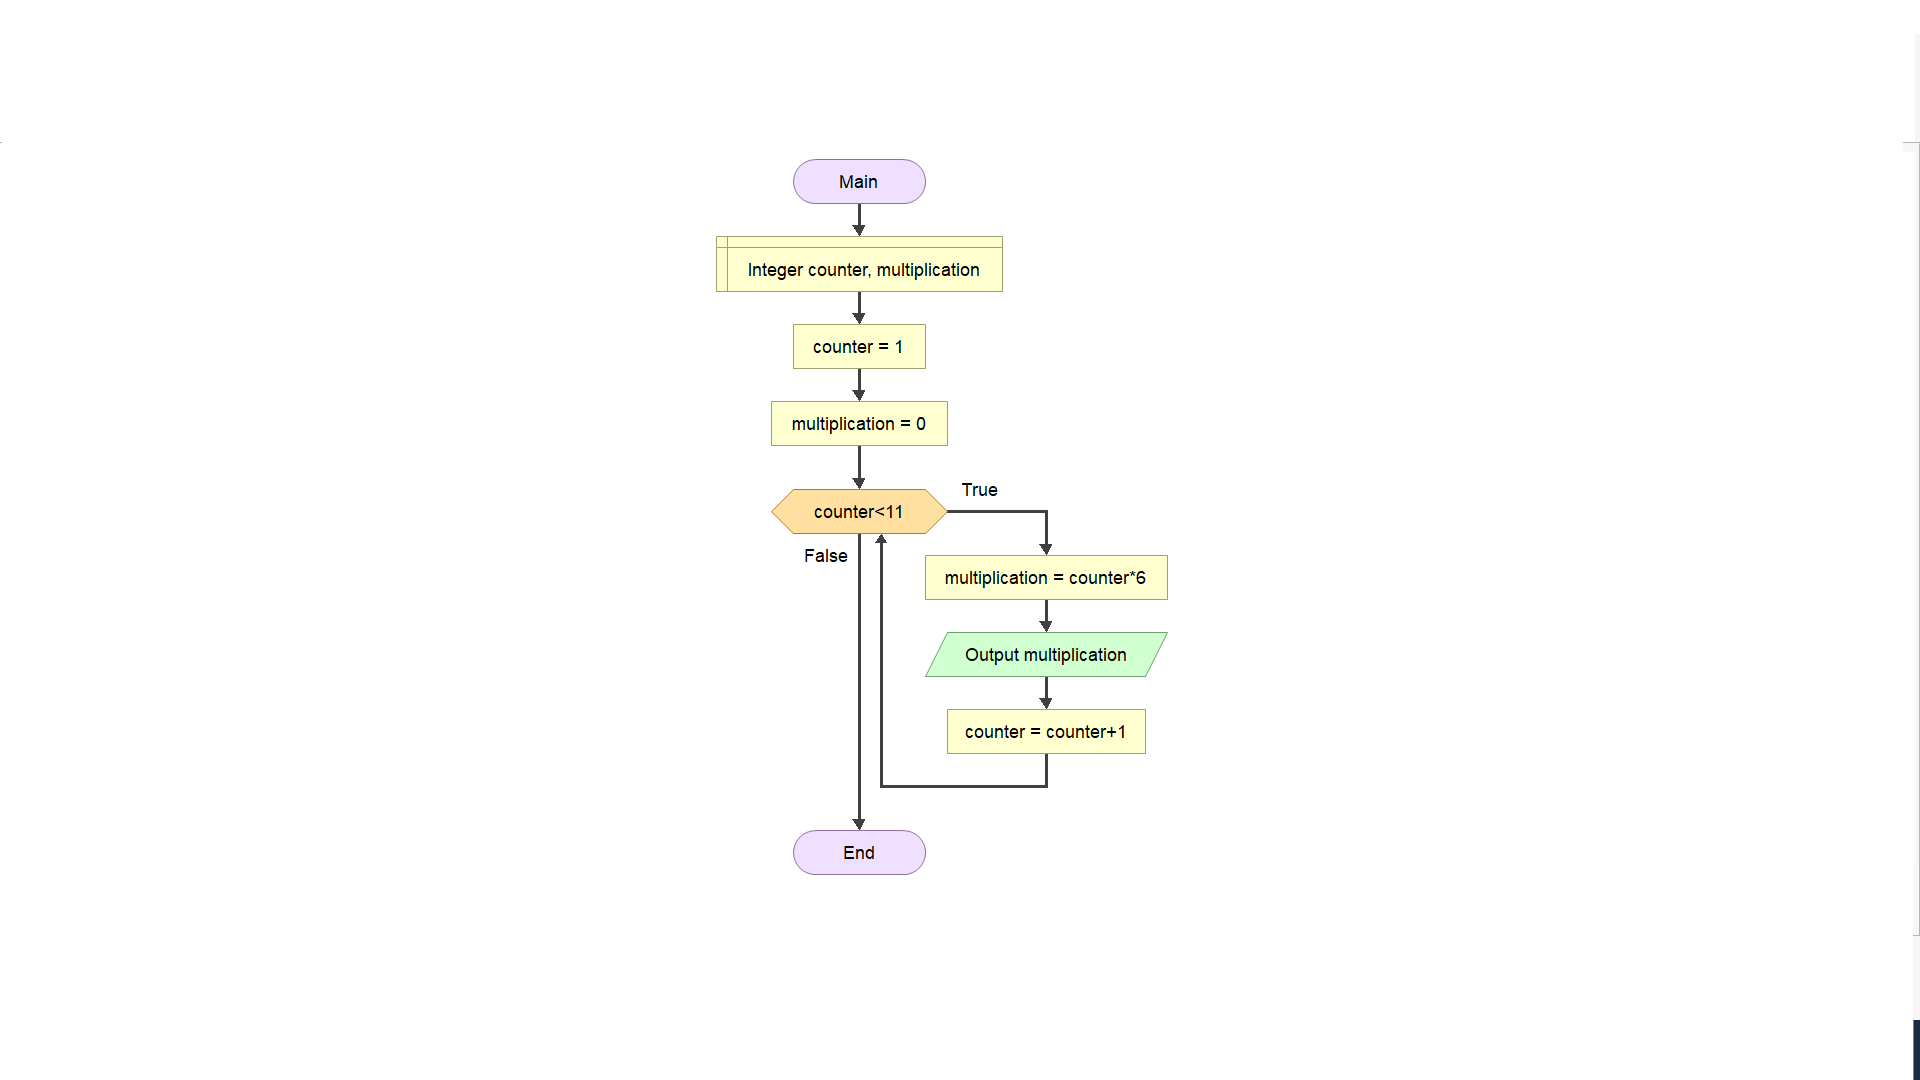 Main
Integer counter, multiplication
counter = 1
multiplication = 0
True
counter<11
False
multiplication = counter*6
Output multiplication
counter = counter+1
End